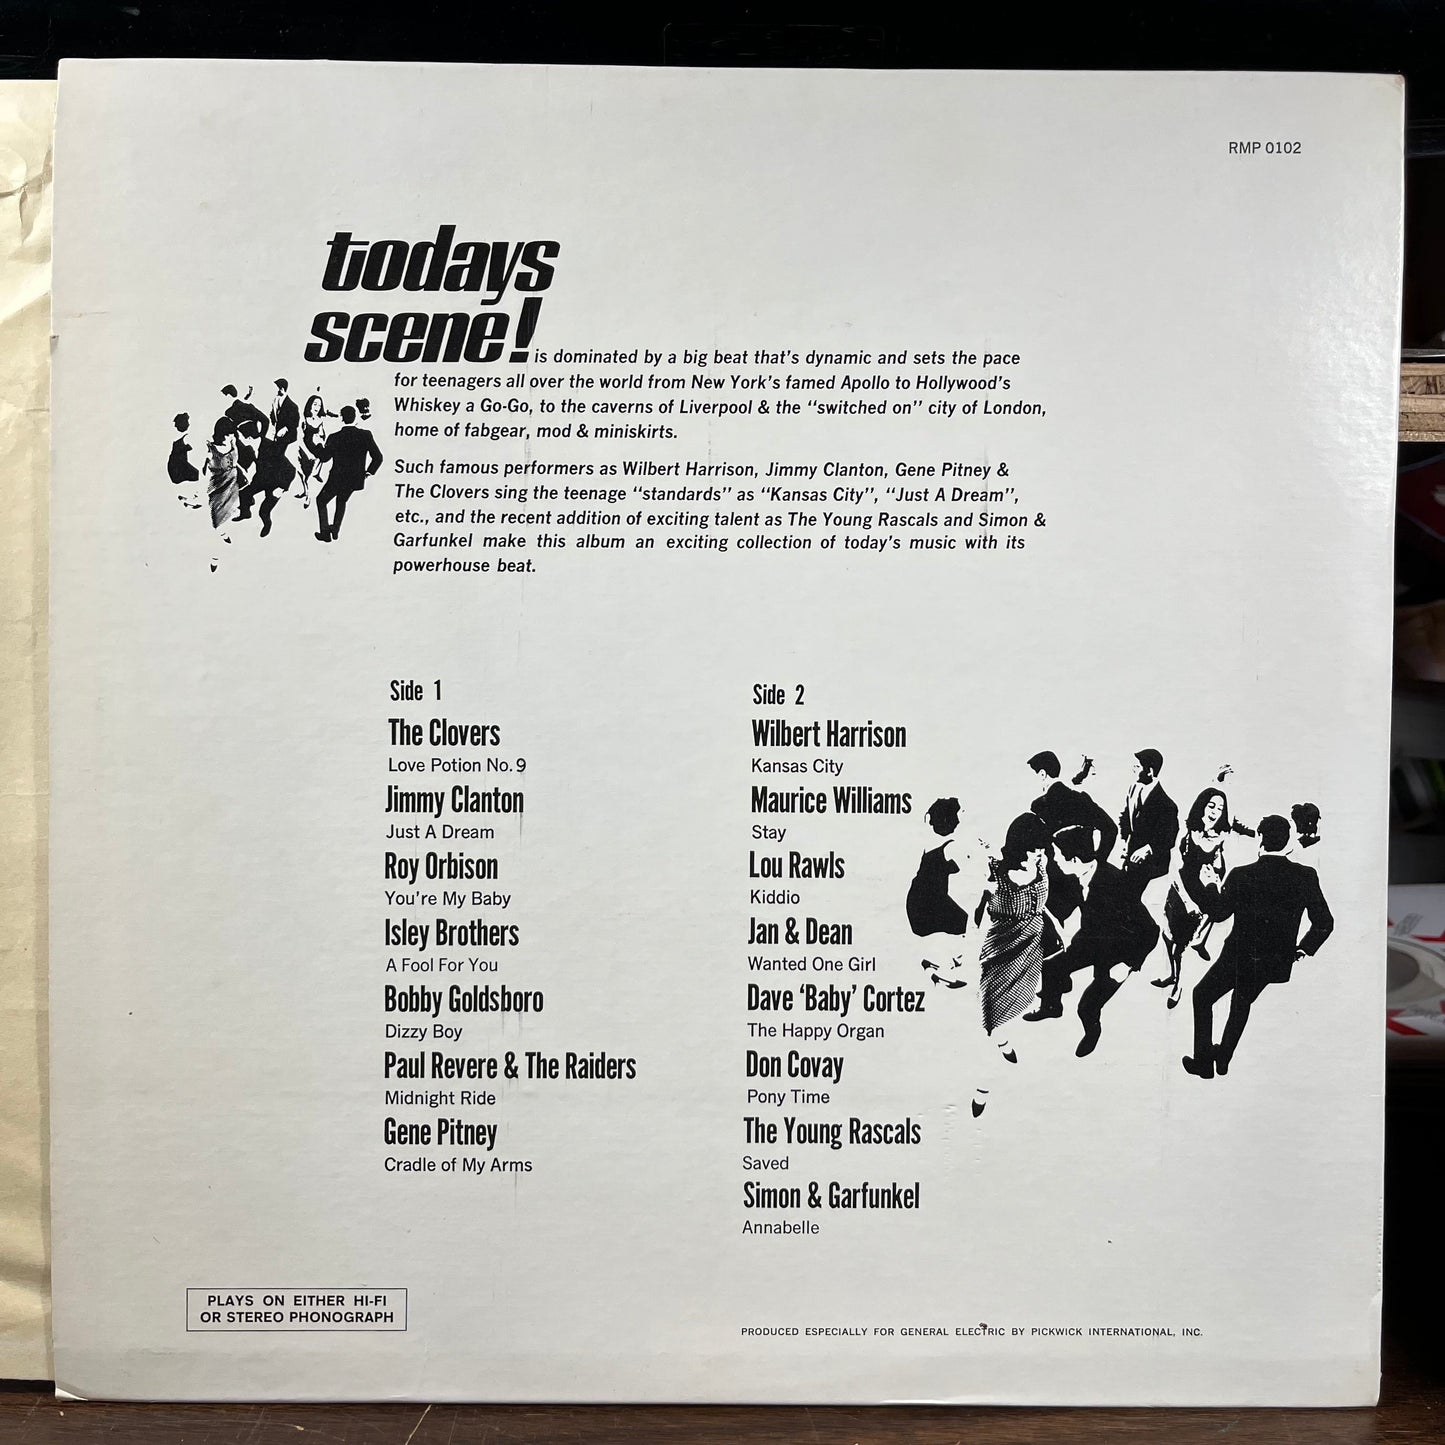 RMP 0102
todays
scene! is dominated by a big beat that's dynamic and sets the pace
for teenagers all over the world from New York's famed Apollo to Hollywood's
Whiskey a Go-Go, to the caverns of Liverpool & the "switched on" city of London,
home of fabgear, mod & miniskirts.
Such famous performers as Wilbert Harrison, Jimmy Clanton, Gene Pitney &
The Clovers sing the teenage "standards" as "Kansas City", "Just A Dream",
etc., and the recent addition of exciting talent as The Young Rascals and Simon &
Garfunkel make this album an exciting collection of today's music with its
powerhouse beat.
Side 1
The Clovers
Love Potion No. 9
Jimmy Clanton
Just A Dream
Roy Orbison
You're My Baby
Isley Brothers
A Fool For You
Bobby Goldsboro
Dizzy Boy
Paul Revere & The Raiders
Midnight Ride
Gene Pitney
Cradle of My Arms
Side 2
Wilbert Harrison
Kansas City
Maurice Williams
Stay
Lou Rawls
Kiddio
Jan & Dean
Wanted One Girl
Dave 'Baby' Cortez
The Happy Organ
Don Covay
Pony Time
The Young Rascals
Saved
Simon & Garfunkel
Annabelle
PLAYS ON EITHER HI-FI
OR STEREO PHONOGRAPH
PRODUCED ESPECIALLY FOR GENERAL ELECTRIC BY PICKWICK INTERNATIONAL, INC.